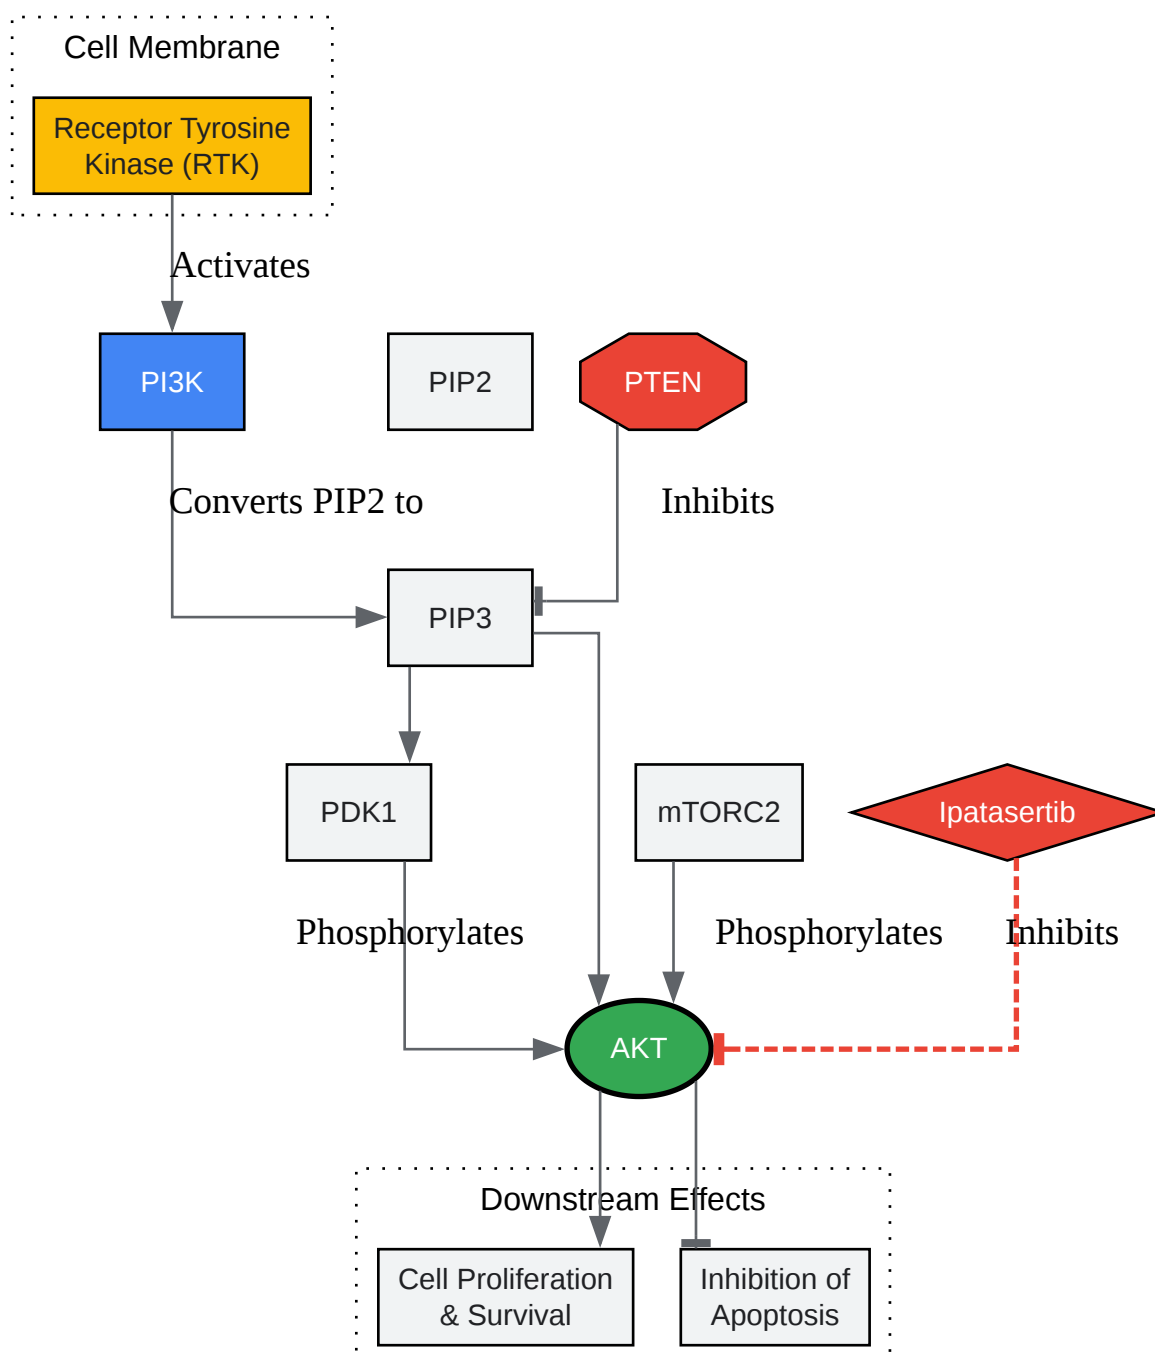 Cell Membrane
Receptor Tyrosine
Kinase (RTK)
Activates
PI3K
PIP2
PTEN
Converts PIP2 to
Inhibits
PIP3
PDK1
mTORC2
Ipatasertib
Phosphorylates
Phosphorylates
Inhibits
AKT
Downstream Effects
Cell Proliferation
& Survival
Inhibition of
Apoptosis